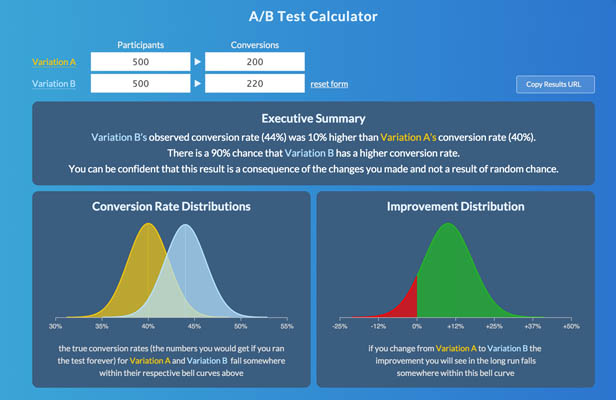 A/B Test Calculator
Participants Conversions
Variation A 500 200
Variation B 500 220 reset form
Copy Results URL
Executive Summary
Variation B's observed conversion rate (44%) was 10% higher than Variation A's conversion rate (40%).
There is a 90% chance that Variation B has a higher conversion rate.
You can be confident that this result is a consequence of the changes you made and not a result of random chance.
Conversion Rate Distributions
30% 35% 40% 45% 50% 55%
the true conversion rates (the numbers you would get if you ran
the test forever) for Variation A and Variation B fall somewhere
within their respective bell curves above
Improvement Distribution
-25% -12% 0% +12% +25% +37% +50%
if you change from Variation A to Variation B the
improvement you will see in the long run falls
somewhere within this bell curve